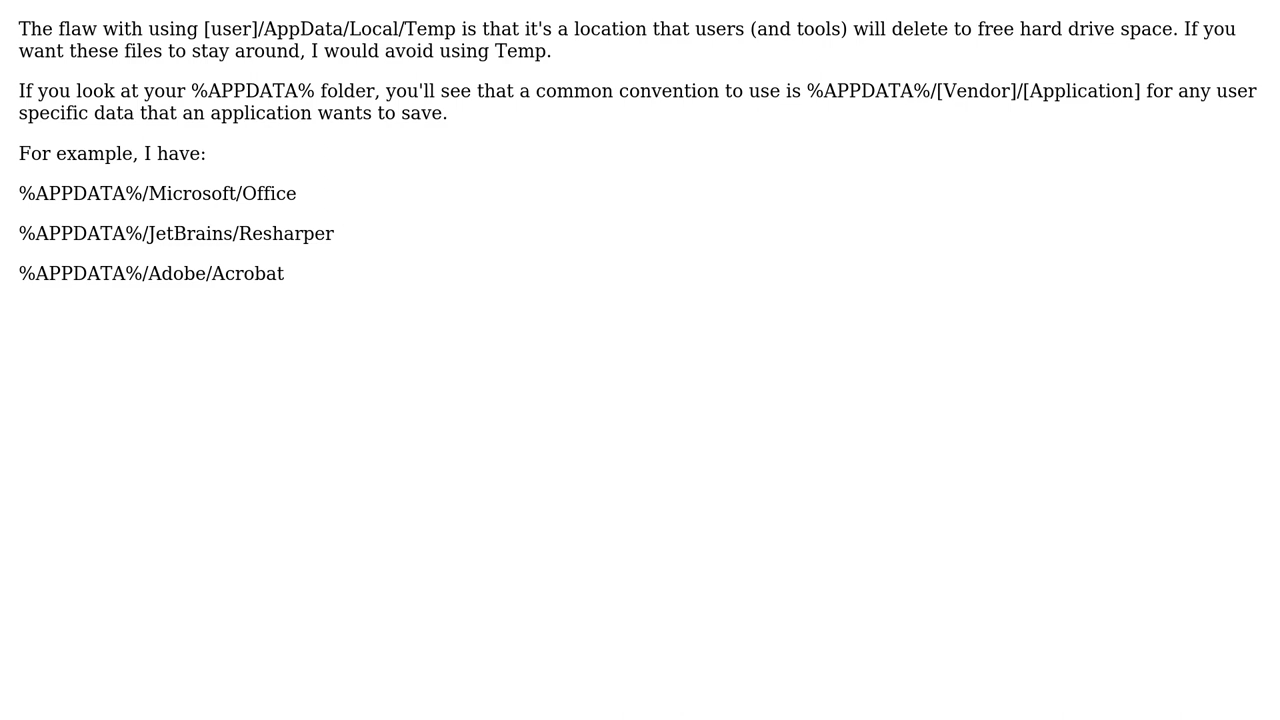 The flaw with using [user]/AppData/Local/Temp is that it's a location that users (and tools) will delete to free hard drive space. If you
want these files to stay around, I would avoid using Temp.
If you look at your %APPDATA% folder, you'll see that a common convention to use is %APPDATA%/[Vendor]/[Application] for any user
specific data that an application wants to save.
For example, I have:
%APPDATA%/Microsoft/Office
%APPDATA%/JetBrains/Resharper
%APPDATA%/Adobe/Acrobat